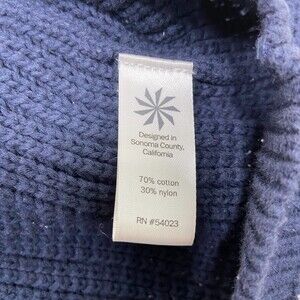 Designed in
Sonoma County,
California
70% cotton
30% nylon
RN #54023